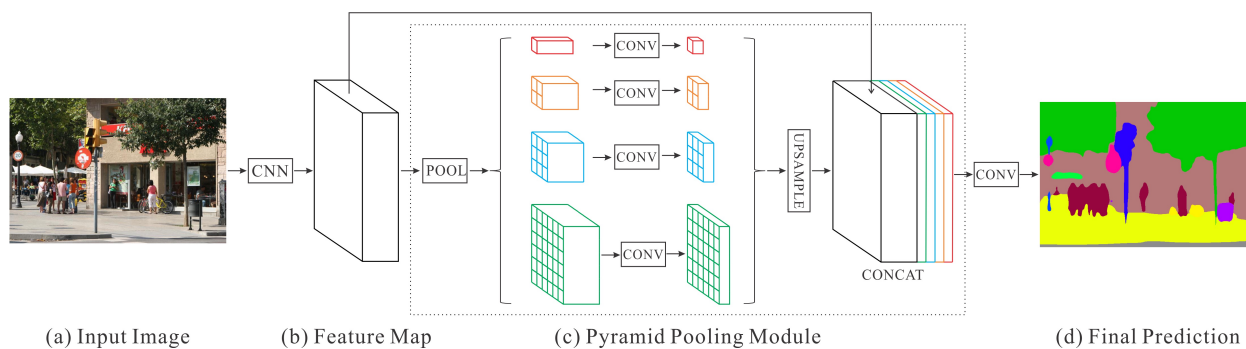 CNN
POOL
CONV
CONV
CONV
CONV
UPSAMPLE
CONCAT
CONV
(a) Input Image
(b) Feature Map
(c) Pyramid Pooling Module
(d) Final Prediction